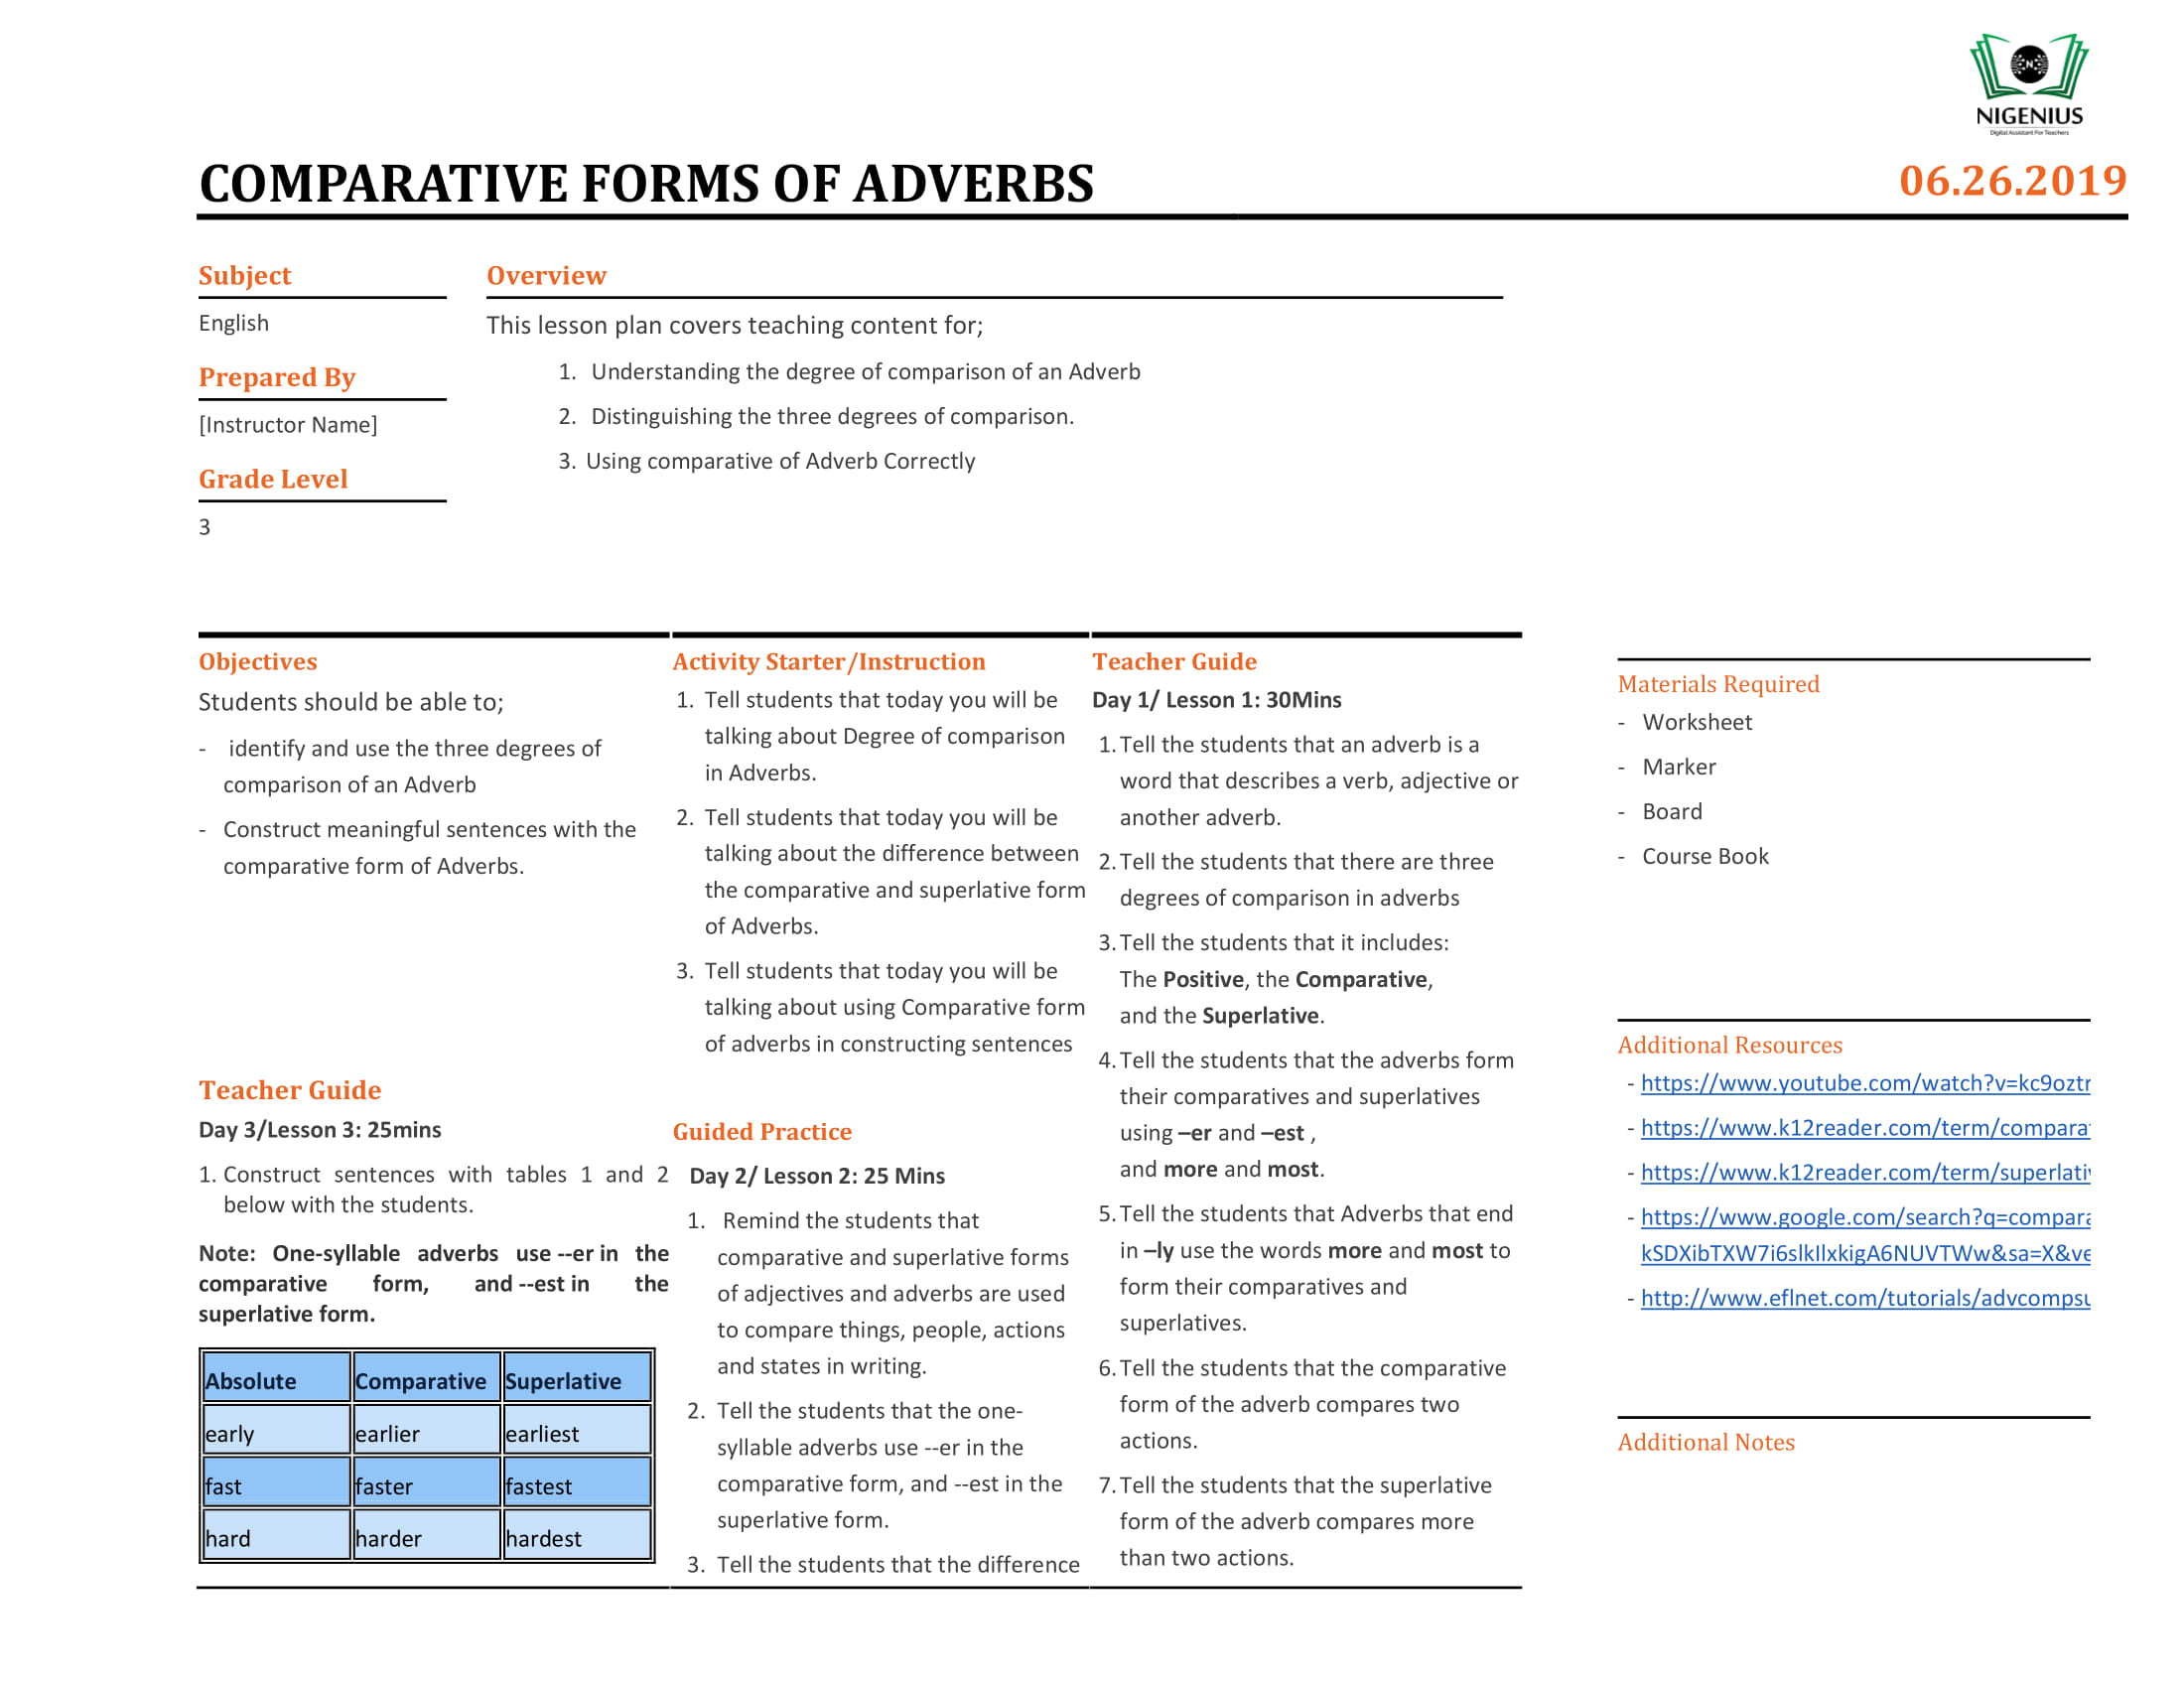 NIGENIUS
Digital Assistant For Teachers
COMPARATIVE FORMS OF ADVERBS
06.26.2019
Subject
English
Prepared By
[Instructor Name]
Grade Level
3
Overview
This lesson plan covers teaching content for;
1. Understanding the degree of comparison of an Adverb
2. Distinguishing the three degrees of comparison.
3. Using comparative of Adverb Correctly
Objectives
Students should be able to;
- identify and use the three degrees of
comparison of an Adverb
- Construct meaningful sentences with the
comparative form of Adverbs.
Teacher Guide
Day 3/Lesson 3: 25mins
1. Construct sentences with tables 1 and 2
below with the students.
Note: One-syllable adverbs use --er in the
comparative form, and --est in the
superlative form.
Absolute Comparative Superlative
early earlier earliest
fast faster fastest
hard harder hardest
Activity Starter/Instruction
1. Tell students that today you will be
talking about Degree of comparison
in Adverbs.
2. Tell students that today you will be
talking about the difference between
the comparative and superlative form
of Adverbs.
3. Tell students that today you will be
talking about using Comparative form
of adverbs in constructing sentences
Guided Practice
Day 2/ Lesson 2: 25 Mins
1. Remind the students that
comparative and superlative forms
of adjectives and adverbs are used
to compare things, people, actions
and states in writing.
2. Tell the students that the one-
syllable adverbs use --er in the
comparative form, and --est in the
superlative form.
3. Tell the students that the difference
Teacher Guide
Day 1/ Lesson 1: 30Mins
1. Tell the students that an adverb is a
word that describes a verb, adjective or
another adverb.
2. Tell the students that there are three
degrees of comparison in adverbs
3. Tell the students that it includes:
The Positive, the Comparative,
and the Superlative.
4. Tell the students that the adverbs form
their comparatives and superlatives
using –er and –est ,
and more and most.
5. Tell the students that Adverbs that end
in –ly use the words more and most to
form their comparatives and
superlatives.
6. Tell the students that the comparative
form of the adverb compares two
actions.
7. Tell the students that the superlative
form of the adverb compares more
than two actions.
Materials Required
- Worksheet
- Marker
- Board
- Course Book
Additional Resources
- https://www.youtube.com/watch?v=kc9oztr
- https://www.k12reader.com/term/compara
- https://www.k12reader.com/term/superlati
- https://www.google.com/search?q=compara
- http://www.eflnet.com/tutorials/advcompsu
Additional Notes